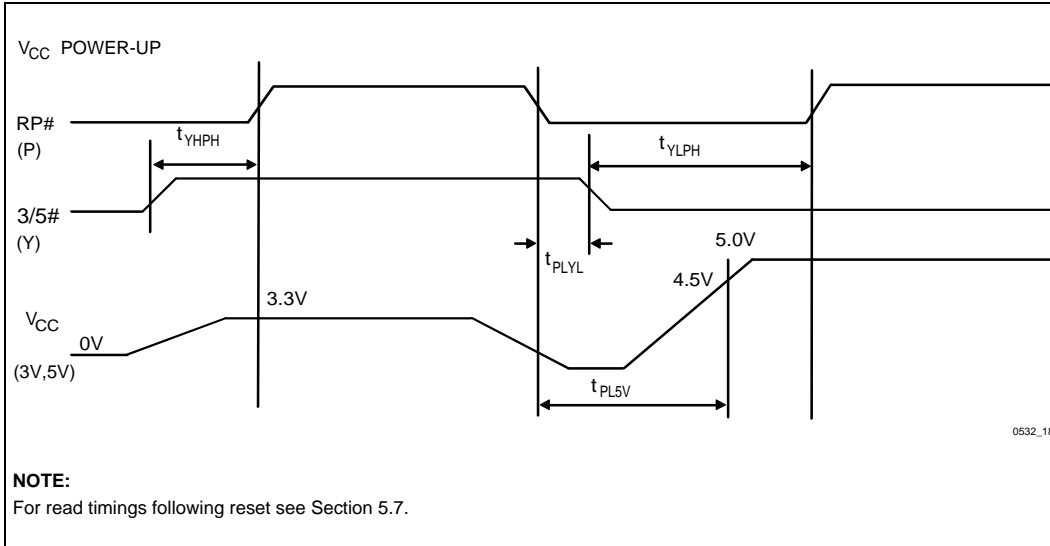 VCC POWER-UP
RP#
(P)
tYHPH
tYLPH
3/5#
(Y)
tPLYL
5.0V
4.5V
3.3V
VCC
0V
(3V,5V)
tPL5V
0532_18
NOTE:
For read timings following reset see Section 5.7.